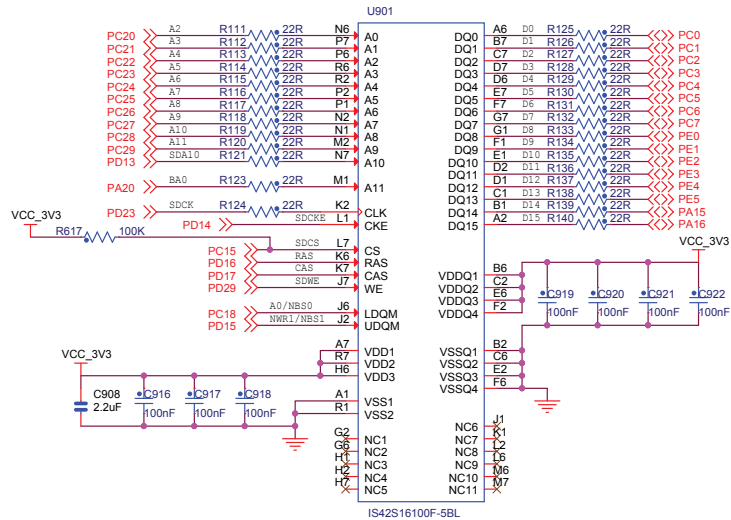 U901
PC20 A2 R111 22R N6 A0 DQ0 A6 D0 R125 22R PC0
PC21 A3 R112 22R P7 A1 DQ1 B7 D1 R126 22R PC1
PC22 A4 R113 22R P6 A2 DQ2 C7 D2 R127 22R PC2
PC23 A5 R114 22R R6 A3 DQ3 D7 D3 R128 22R PC3
PC24 A6 R115 22R R2 A4 DQ4 D6 D4 R129 22R PC4
PC25 A7 R116 22R P2 A5 DQ5 E7 D5 R130 22R PC5
PC26 A8 R117 22R P1 A6 DQ6 F7 D6 R131 22R PC6
PC27 A9 R118 22R N2 A7 DQ7 G7 D7 R132 22R PC7
PC28 A10 R119 22R N1 A8 DQ8 G1 D8 R133 22R PE0
PC29 A11 R120 22R M2 A9 DQ9 F1 D9 R134 22R PE1
PD13 SDA10 R121 22R N7 A10 DQ10 E1 D10 R135 22R PE2
DQ11 D2 D11 R136 22R PE3
PA20 BA0 R123 22R M1 A11 DQ12 D1 D12 R137 22R PE4
DQ13 C1 D13 R138 22R PE5
PD23 SDCK R124 22R K2 CLK DQ14 B1 D14 R139 22R PA15
PD14 SDCKE L1 CKE DQ15 A2 D15 R140 22R PA16
VCC_3V3
R617 100K
PC15 SDCS L7 CS
PD16 RAS K6 RAS
PD17 CAS K7 CAS
PD29 SDWE J7 WE
PC18 A0/NBS0 J6 LDQM
PD15 NWR1/NBS1 J2 UDQM
VCC_3V3
VDDQ1 B6
VDDQ2 C2
VDDQ3 E6
VDDQ4 F2
C919 C920 C921 C922
100nF 100nF 100nF 100nF
VCC_3V3
A7 VDD1
R7 VDD2
H6 VDD3
VSSQ1 B2
VSSQ2 C6
VSSQ3 E2
VSSQ4 F6
C908 C916 C917 C918
2.2uF 100nF 100nF 100nF
A1 VSS1
R1 VSS2
G2 NC1
G6 NC2
H1 NC3
H2 NC4
H7 NC5
NC6 J1
NC7 K1
NC8 L2
NC9 L6
NC10 M6
NC11 M7
IS42S16100F-5BL